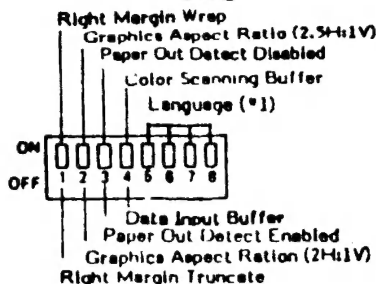 Right Margin Wrap
Graphics Aspect Ratio (2.5H:1V)
Paper Out Detect Disabled
Color Scanning Buffer
Language (*1)
ON
OFF
1 2 3 4 5 6 7 8
Data Input Buffer
Paper Out Detect Enabled
Graphics Aspect Ration (2H:1V)
Right Margin Truncate